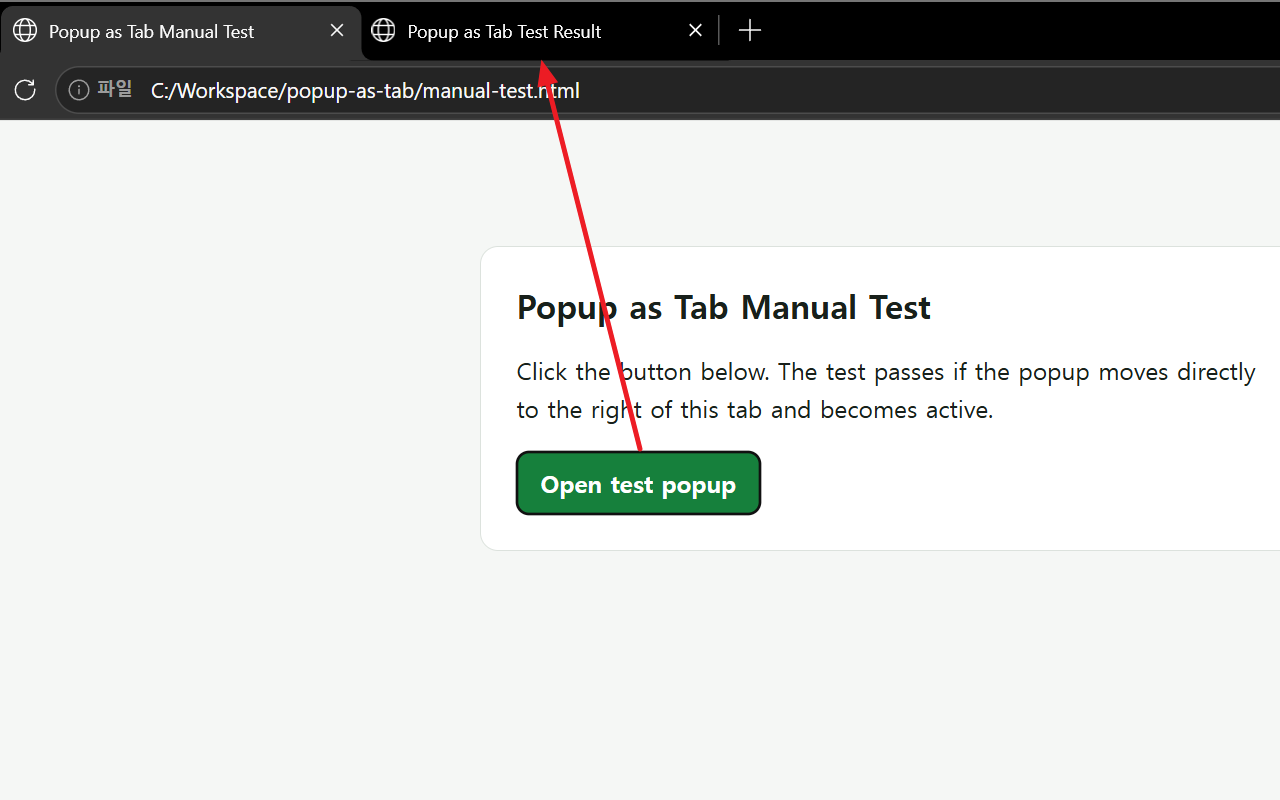 Popup as Tab Manual Test
Popup as Tab Test Result
파일 C:/Workspace/popup-as-tab/manual-test.html
Popup as Tab Manual Test
Click the button below. The test passes if the popup moves directly
to the right of this tab and becomes active.
Open test popup